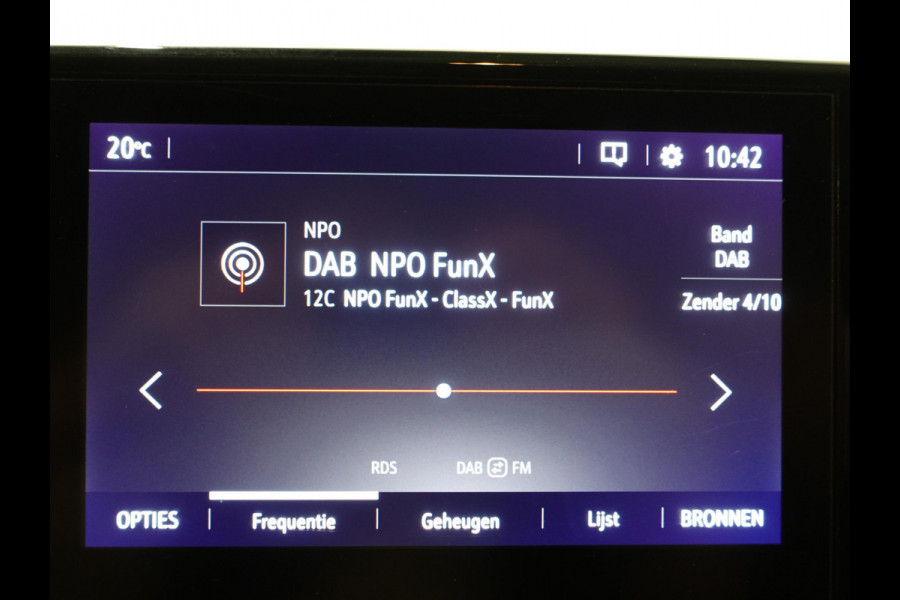 20°C 10:42
NPO
DAB NPO FunX
12C NPO FunX - ClassX - FunX
Band
DAB
Zender 4/10
RDS DAB FM
OPTIES Frequentie Geheugen Lijst BRONNEN